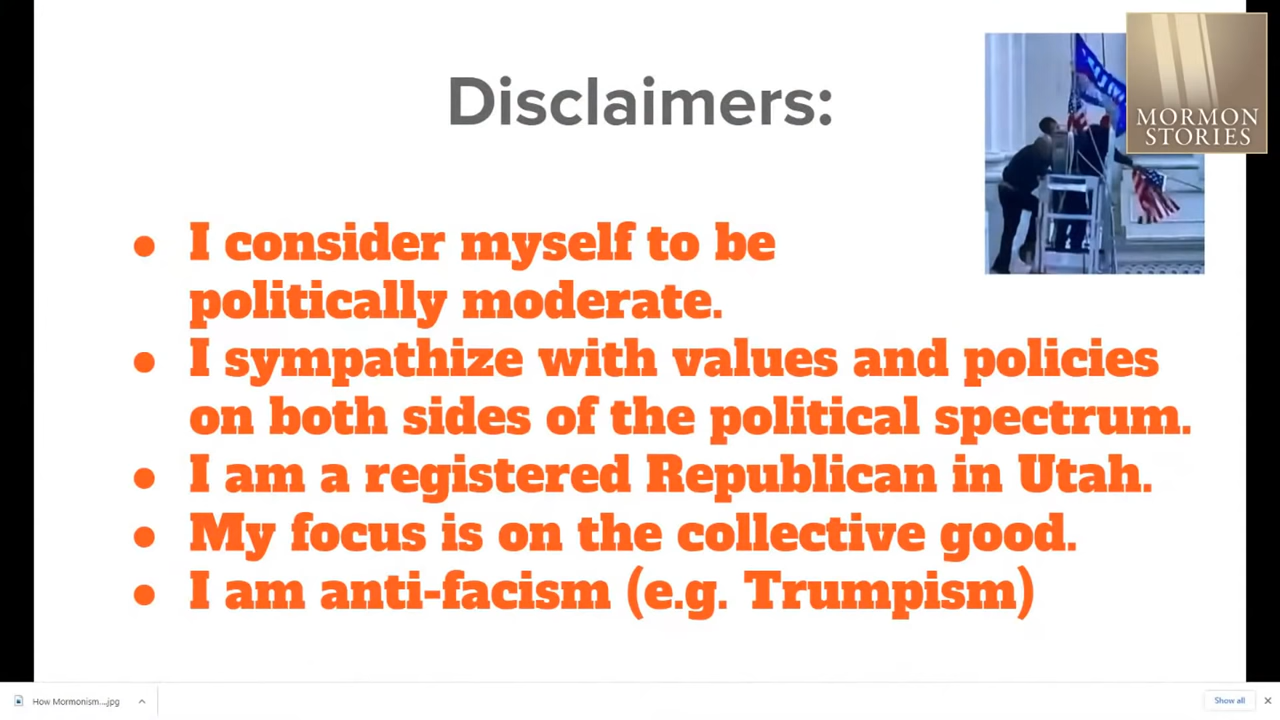 Disclaimers:
MORMON
STORIES
● I consider myself to be
politically moderate.
● I sympathize with values and policies
on both sides of the political spectrum.
● I am a registered Republican in Utah.
● My focus is on the collective good.
● I am anti-facism (e.g. Trumpism)
How Mormonism....jpg
Show all